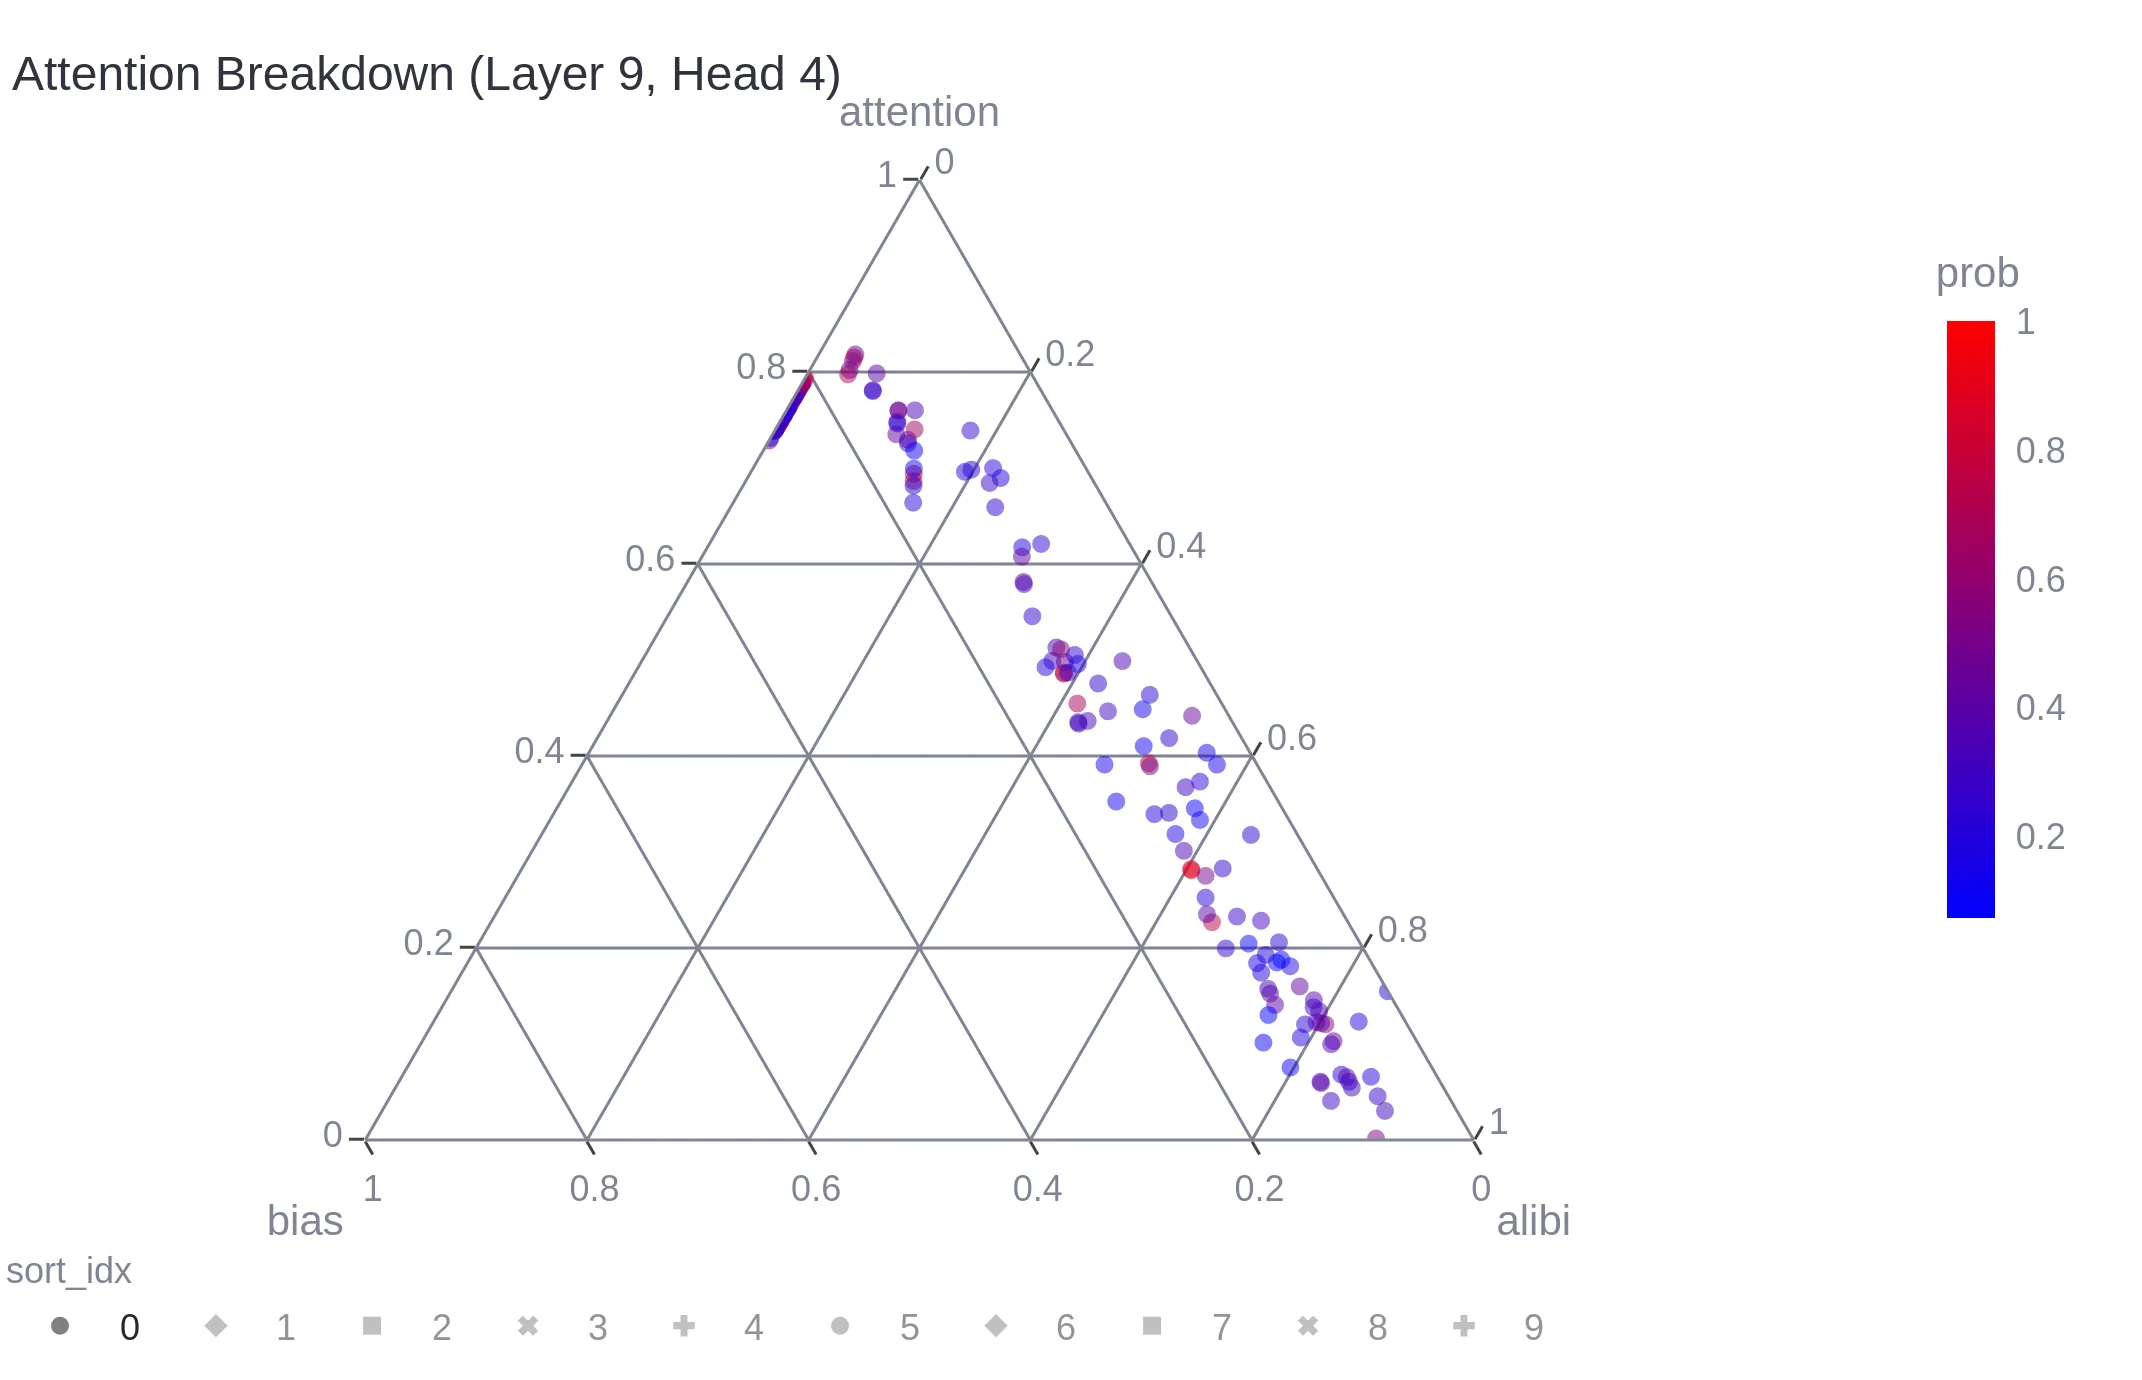 Attention Breakdown (Layer 9, Head 4)
attention
1 0
prob
0.8 0.2
0.6 0.4
0.4 0.6
0.2 0.8
0 1
1 0.8 0.6 0.4 0.2 0
bias alibi
1
0.8
0.6
0.4
0.2
sort_idx
0 1 2 3 4 5 6 7 8 9